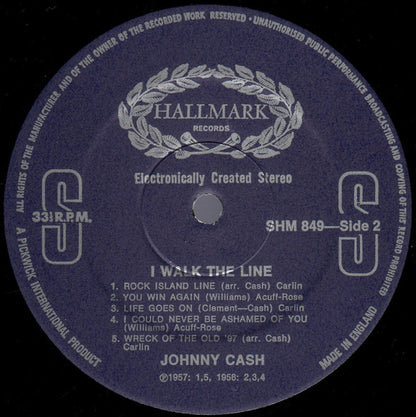 ALL RIGHTS OF THE MANUFACTURER AND OF THE OWNER OF THE RECORDED WORK RESERVED · UNAUTHORISED PUBLIC PERFORMANCE BROADCASTING AND COPYING OF THIS RECORD PROHIBITED
HALLMARK
RECORDS
Electronically Created Stereo
S
S
33⅓ R.P.M.
SHM 849—Side 2
I WALK THE LINE
1. ROCK ISLAND LINE (arr. Cash) Carlin
2. YOU WIN AGAIN (Williams) Acuff-Rose
3. LIFE GOES ON (Clement—Cash) Carlin
4. I COULD NEVER BE ASHAMED OF YOU
(Williams) Acuff-Rose
5. WRECK OF THE OLD '97 (arr. Cash)
Carlin
JOHNNY CASH
℗1957: 1,5, 1958: 2,3,4
A PICKWICK INTERNATIONAL PRODUCT
MADE IN ENGLAND